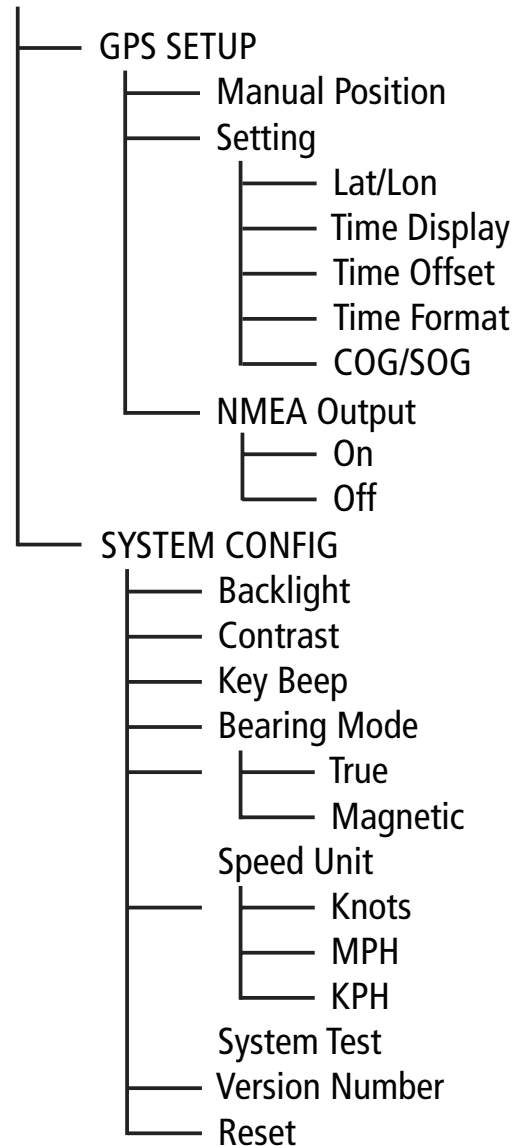 GPS SETUP
Manual Position
Setting
Lat/Lon
Time Display
Time Offset
Time Format
COG/SOG
NMEA Output
On
Off
SYSTEM CONFIG
Backlight
Contrast
Key Beep
Bearing Mode
True
Magnetic
Speed Unit
Knots
MPH
KPH
System Test
Version Number
Reset